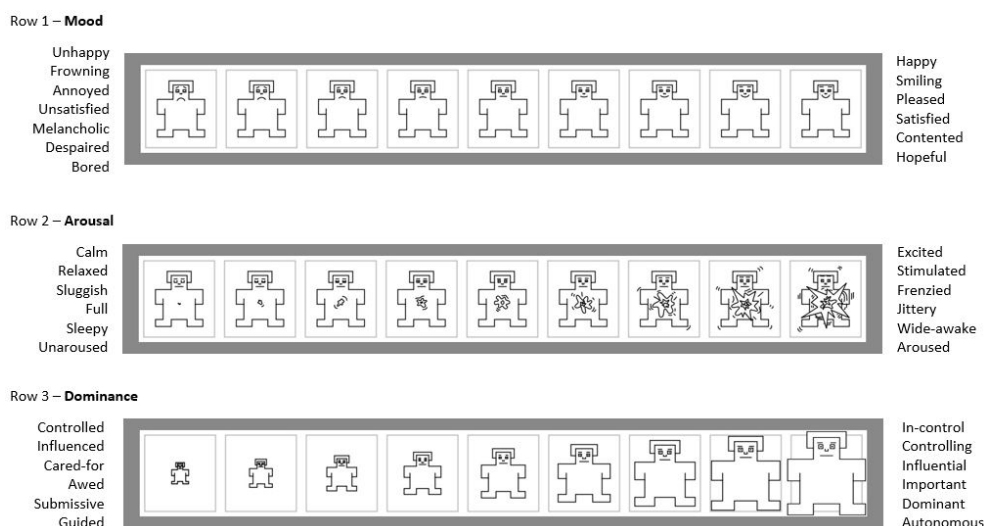 Row 1 – Mood
Unhappy
Frowning
Annoyed
Unsatisfied
Melancholic
Despaired
Bored
Happy
Smiling
Pleased
Satisfied
Contented
Hopeful
Row 2 – Arousal
Calm
Relaxed
Sluggish
Full
Sleepy
Unaroused
Excited
Stimulated
Frenzied
Jittery
Wide-awake
Aroused
Row 3 – Dominance
Controlled
Influenced
Cared-for
Awed
Submissive
Guided
In-control
Controlling
Influential
Important
Dominant
Autonomous